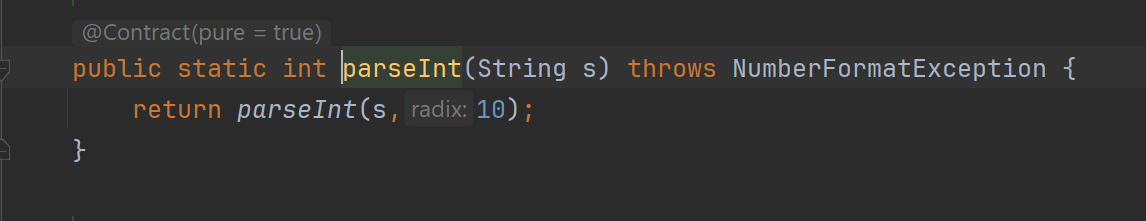 @Contract(pure = true)
public static int parseInt(String s) throws NumberFormatException {
return parseInt(s, radix: 10);
}